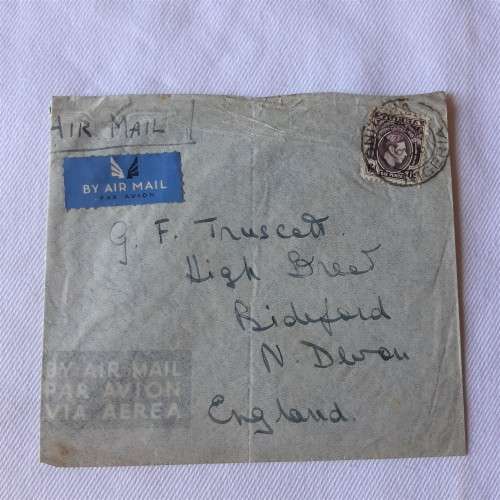 AIR MAIL
BY AIR MAIL
PAR AVION
NIGERIA
G. F. Truscott.
High Street
Bideford
N. Devon
England.
BY AIR MAIL
PAR AVION
VIA AEREA